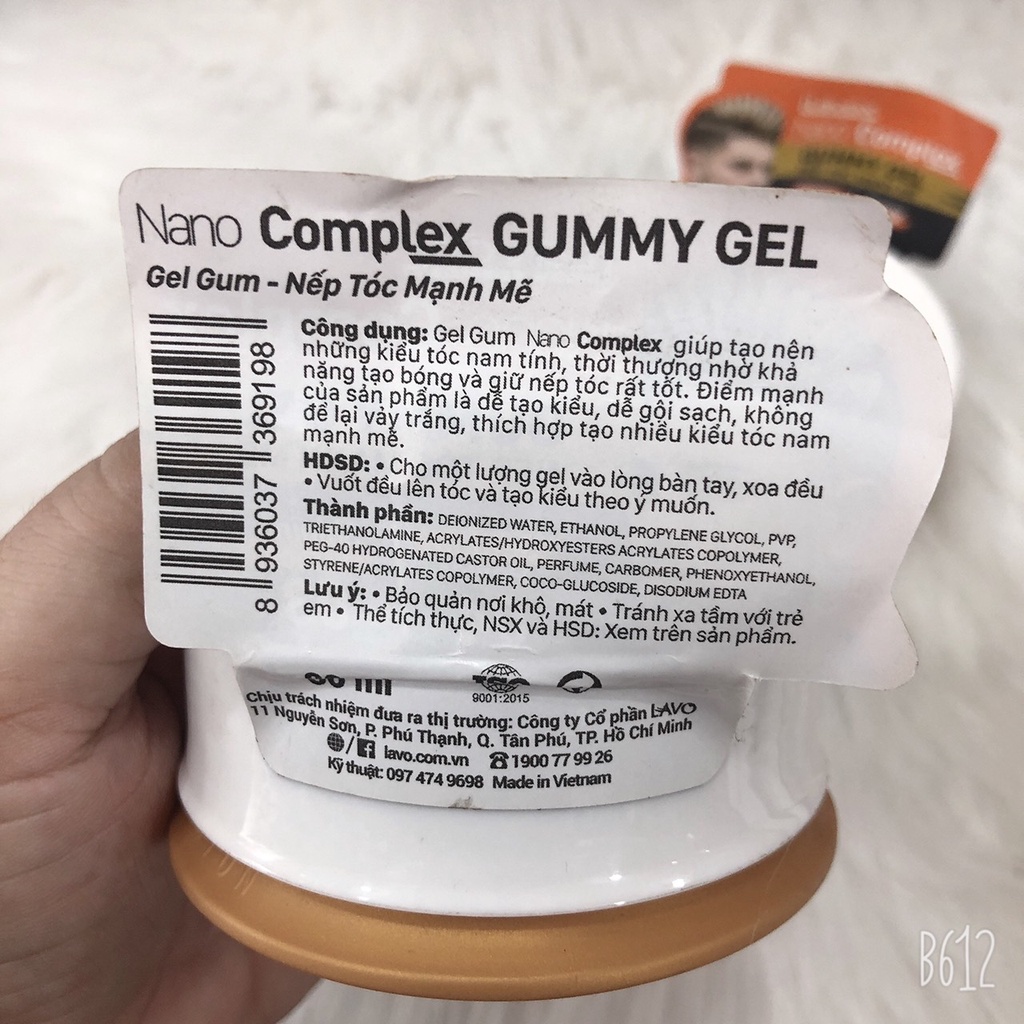 Nano Complex GUMMY GEL
Gel Gum - Nếp Tóc Mạnh Mẽ
Công dụng: Gel Gum Nano Complex giúp tạo nên
những kiểu tóc nam tính, thời thượng nhờ khả
năng tạo bóng và giữ nếp tóc rất tốt. Điểm mạnh
của sản phẩm là dễ tạo kiểu, dễ gội sạch, không
để lại vảy trắng, thích hợp tạo nhiều kiểu tóc nam
mạnh mẽ.
HDSD: • Cho một lượng gel vào lòng bàn tay, xoa đều
• Vuốt đều lên tóc và tạo kiểu theo ý muốn.
Thành phần: DEIONIZED WATER, ETHANOL, PROPYLENE GLYCOL, PVP,
TRIETHANOLAMINE, ACRYLATES/HYDROXYESTERS ACRYLATES COPOLYMER,
PEG-40 HYDROGENATED CASTOR OIL, PERFUME, CARBOMER, PHENOXYETHANOL,
STYRENE/ACRYLATES COPOLYMER, COCO-GLUCOSIDE, DISODIUM EDTA
Lưu ý: • Bảo quản nơi khô, mát • Tránh xa tầm với trẻ
em • Thể tích thực, NSX và HSD: Xem trên sản phẩm.
8 936037 369198
ml
9001:2015
Chịu trách nhiệm đưa ra thị trường: Công ty Cổ phần LAVO
11 Nguyễn Sơn, P. Phú Thạnh, Q. Tân Phú, TP. Hồ Chí Minh
/ f lavo.com.vn 1900 77 99 26
Kỹ thuật: 097 474 9698 Made in Vietnam
Complex
GUMMY GEL
B612